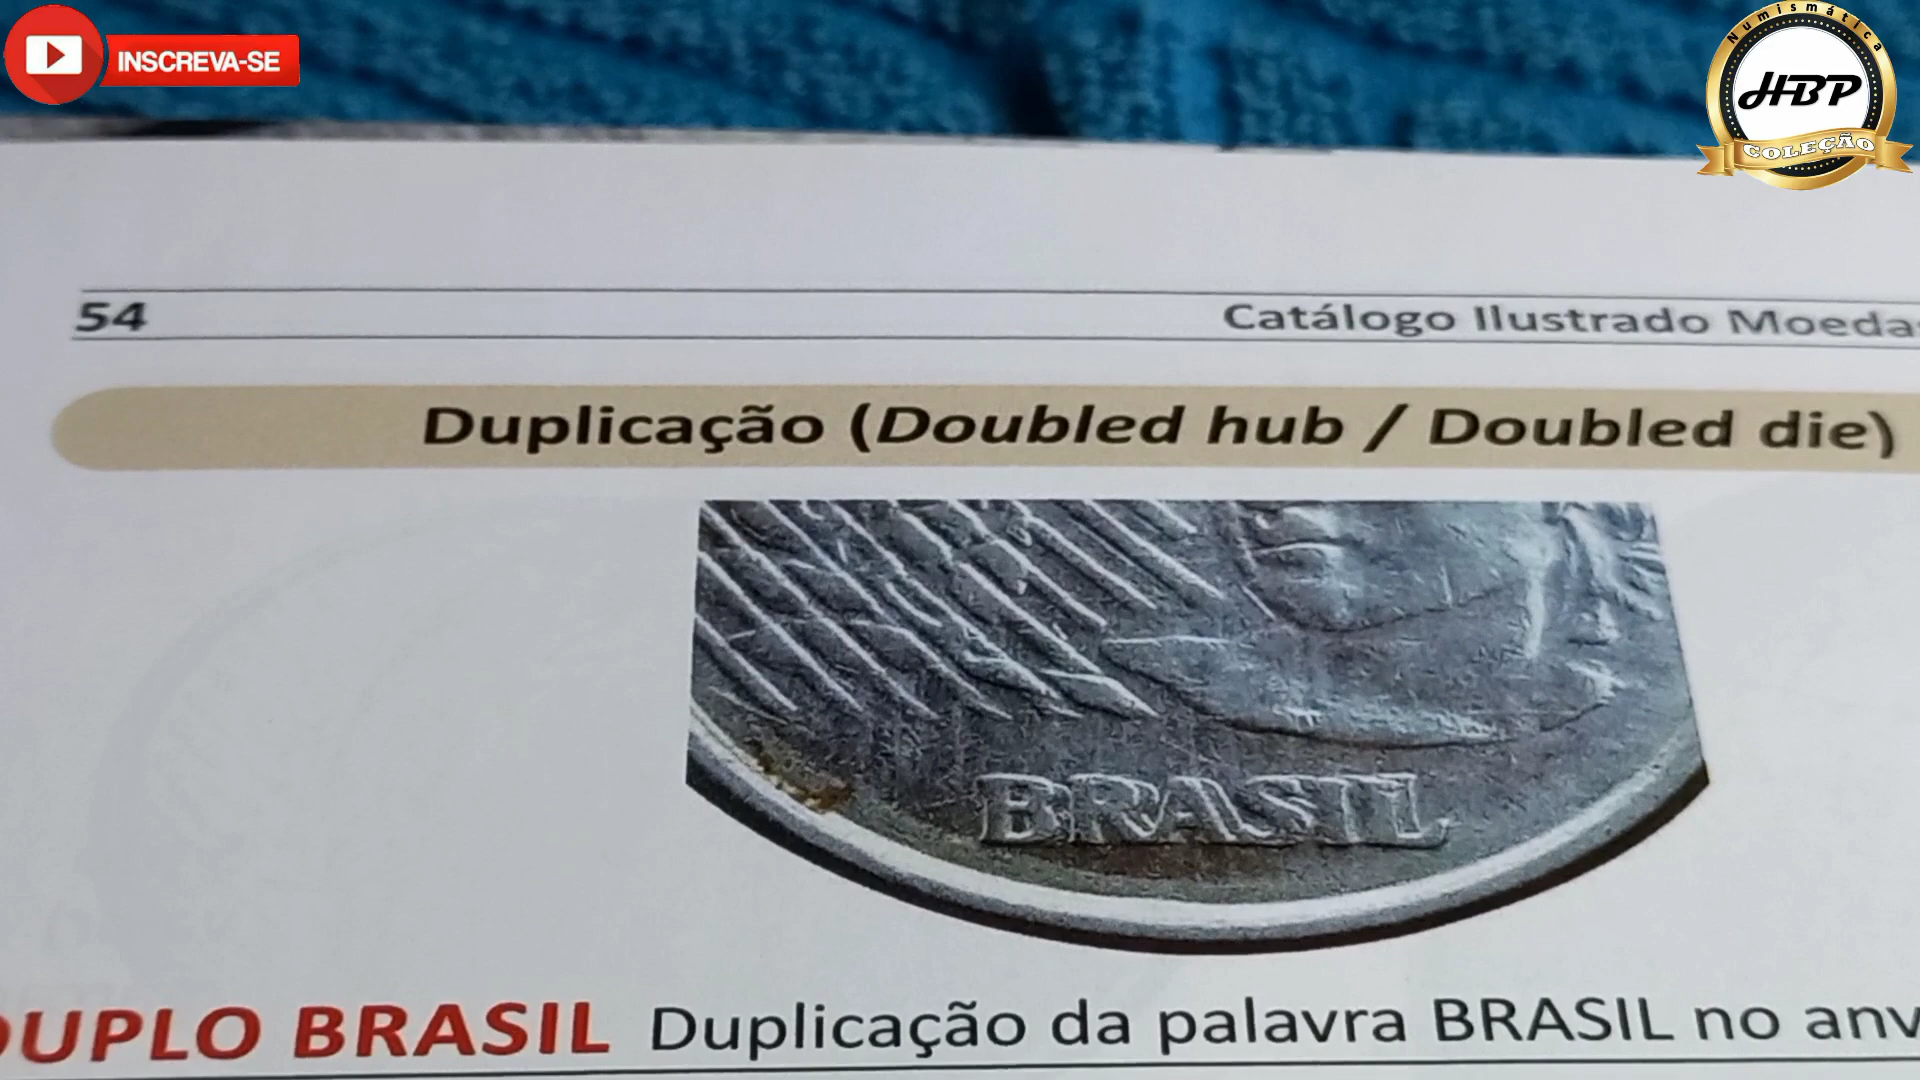 INSCREVA-SE
Numismática
HBP
COLEÇÃO
54
Catálogo Ilustrado Moeda
Duplicação (Doubled hub / Doubled die)
BRASIL
DUPLO BRASIL Duplicação da palavra BRASIL no anv